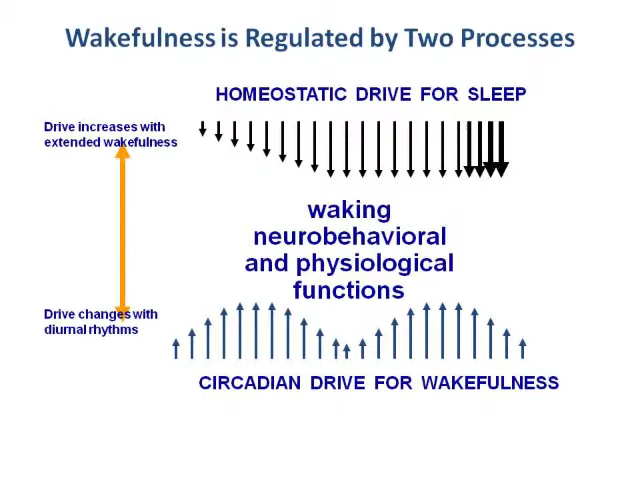 Wakefulness is Regulated by Two Processes
HOMEOSTATIC DRIVE FOR SLEEP
Drive increases with
extended wakefulness
waking
neurobehavioral
and physiological
functions
Drive changes with
diurnal rhythms
CIRCADIAN DRIVE FOR WAKEFULNESS